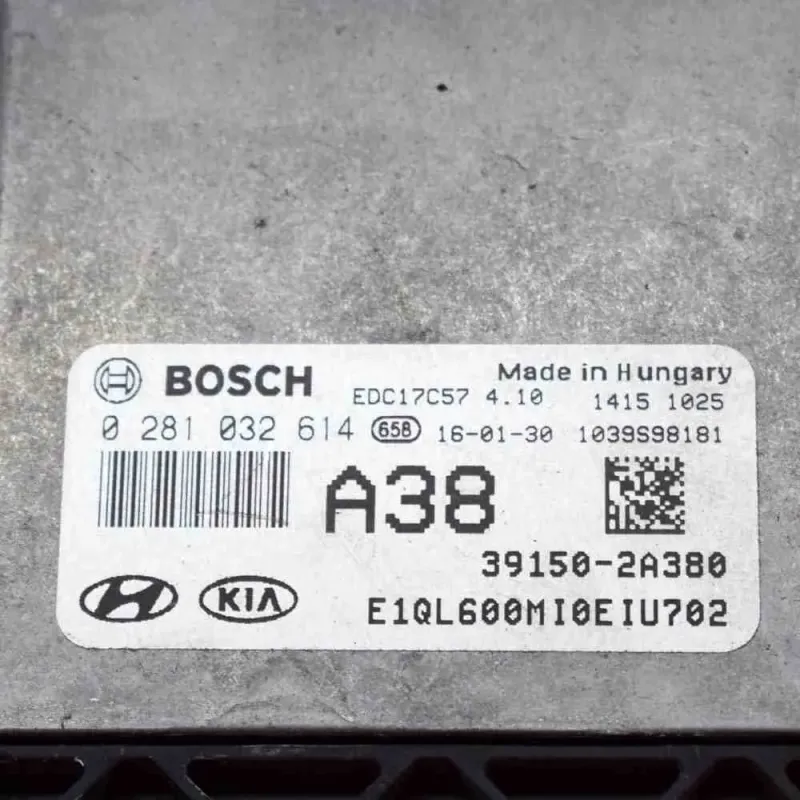 BOSCH
Made in Hungary
EDC17C57 4.10 1415 1025
0 281 032 614 658 16-01-30 1039S98181
A38
39150-2A380
KIA E1QL600MI0EIU702